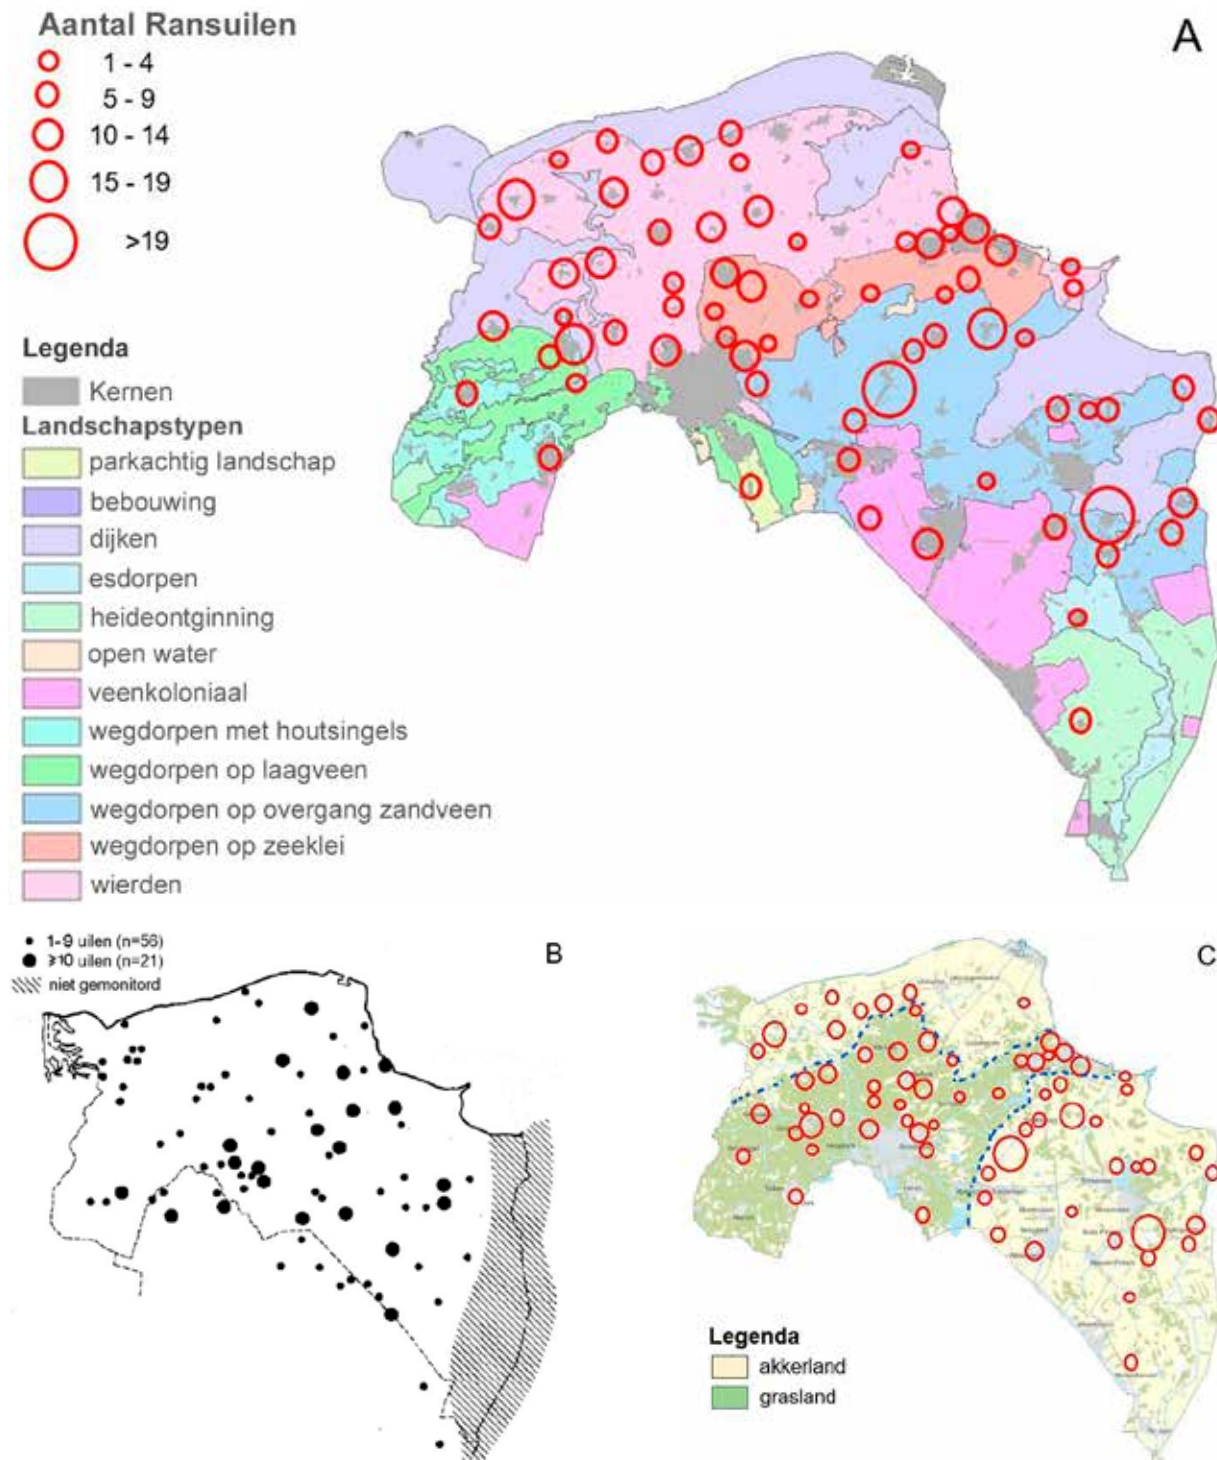 Aantal Ransuilen
1 - 4
5 - 9
10 - 14
15 - 19
>19
A
Legenda
Kernen
Landschapstypen
parkachtig landschap
bebouwing
dijken
esdorpen
heideontginning
open water
veenkoloniaal
wegdorpen met houtsingels
wegdorpen op laagveen
wegdorpen op overgang zandveen
wegdorpen op zeeklei
wierden
1-9 uilen (n=56)
≥10 uilen (n=21)
niet gemonitord
B
C
Legenda
akkerland
grasland